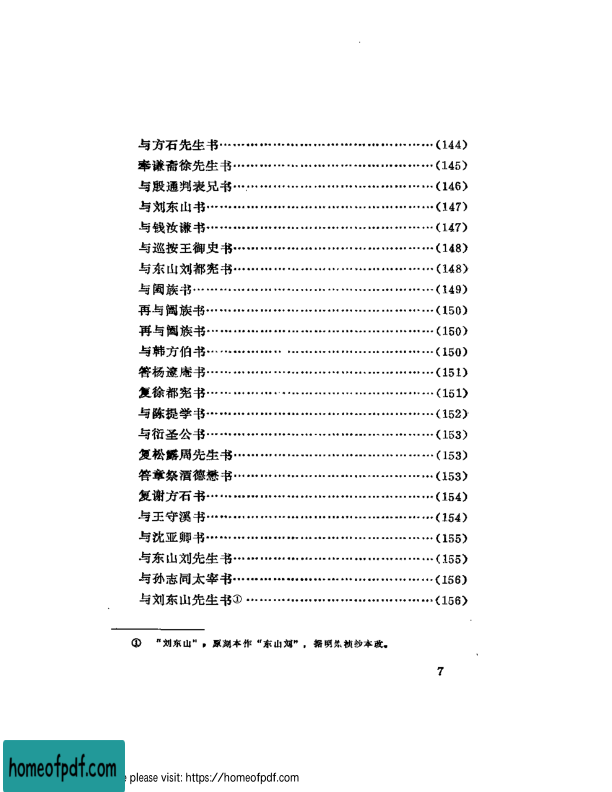 与方石先生书……………………………(144)
奉谦斋徐先生书……………………………(145)
与殷通判表兄书……………………………(146)
与刘东山书……………………………(147)
与钱汝谦书……………………………(147)
与巡按王御史书……………………………(148)
与东山刘都宪书……………………………(148)
与阖族书……………………………(149)
再与阖族书……………………………(150)
再与阖族书……………………………(150)
与韩方伯书……………………………(150)
答杨邃庵书……………………………(151)
复徐都宪书……………………………(151)
与陈提学书……………………………(152)
与衍圣公书……………………………(153)
复松露周先生书……………………………(153)
答章祭酒德懋书……………………………(153)
复谢方石书……………………………(154)
与王守溪书……………………………(154)
与沈亚卿书……………………………(155)
与东山刘先生书……………………………(155)
与孙志同太宰书……………………………(156)
与刘东山先生书①……………………………(156)
① “刘东山”,原刻本作“东山刘”,据明焦祯抄本改。
7
homeofpdf.com
please visit: https://homeofpdf.com